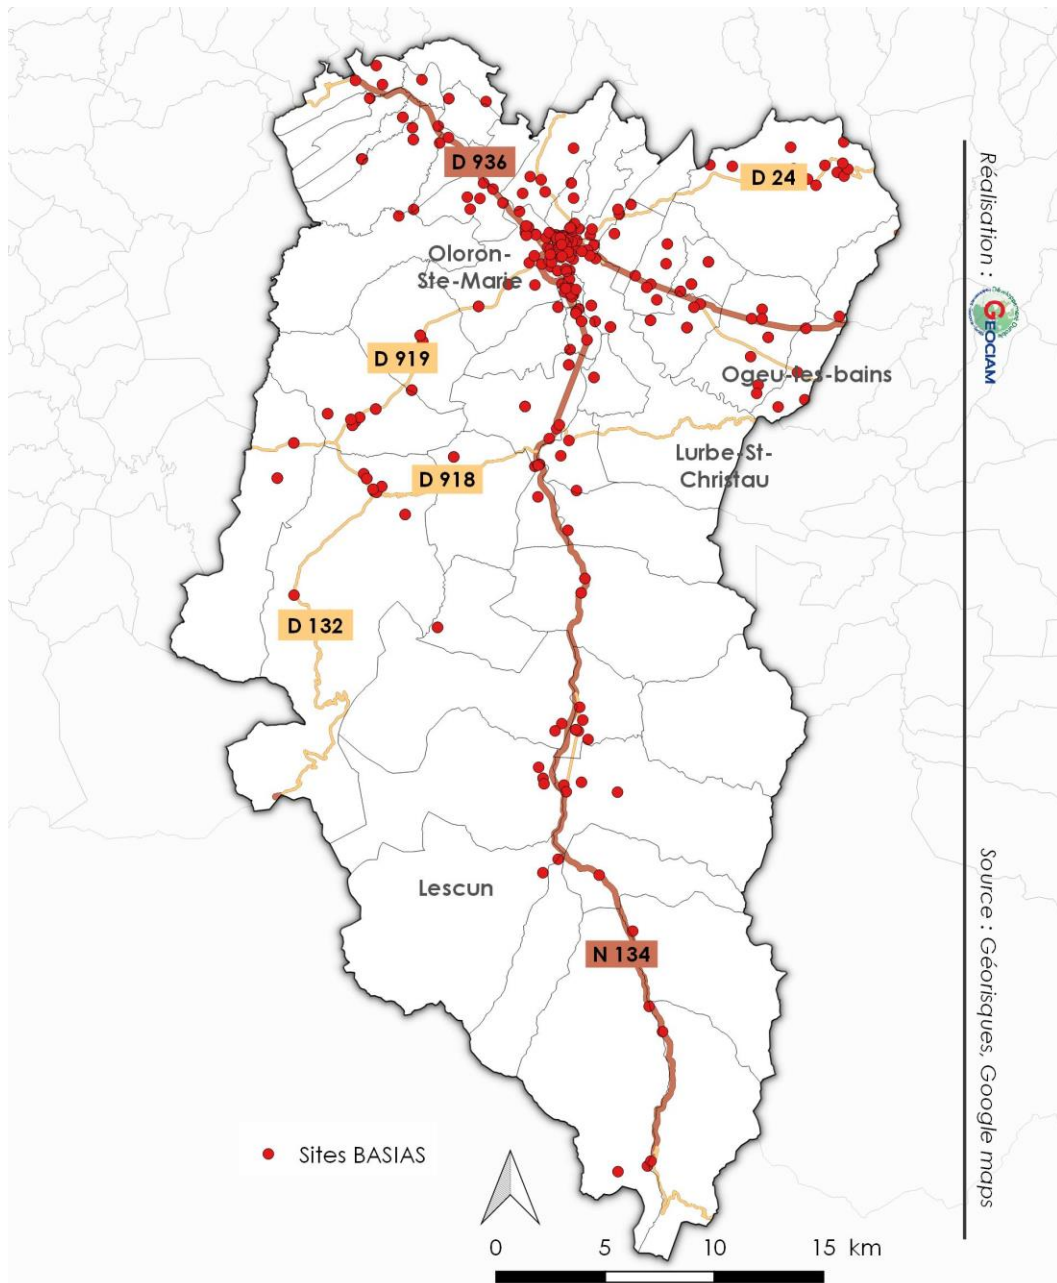 D 936
D 24
Oloron-
Ste-Marie
D 919
Ogeu-les-bains
Lurbe-St-
Christau
D 918
D 132
Lescun
N 134
Sites BASIAS
0 5 10 15 km
Réalisation :
GEOCIAM
Source : Géorisques, Google maps